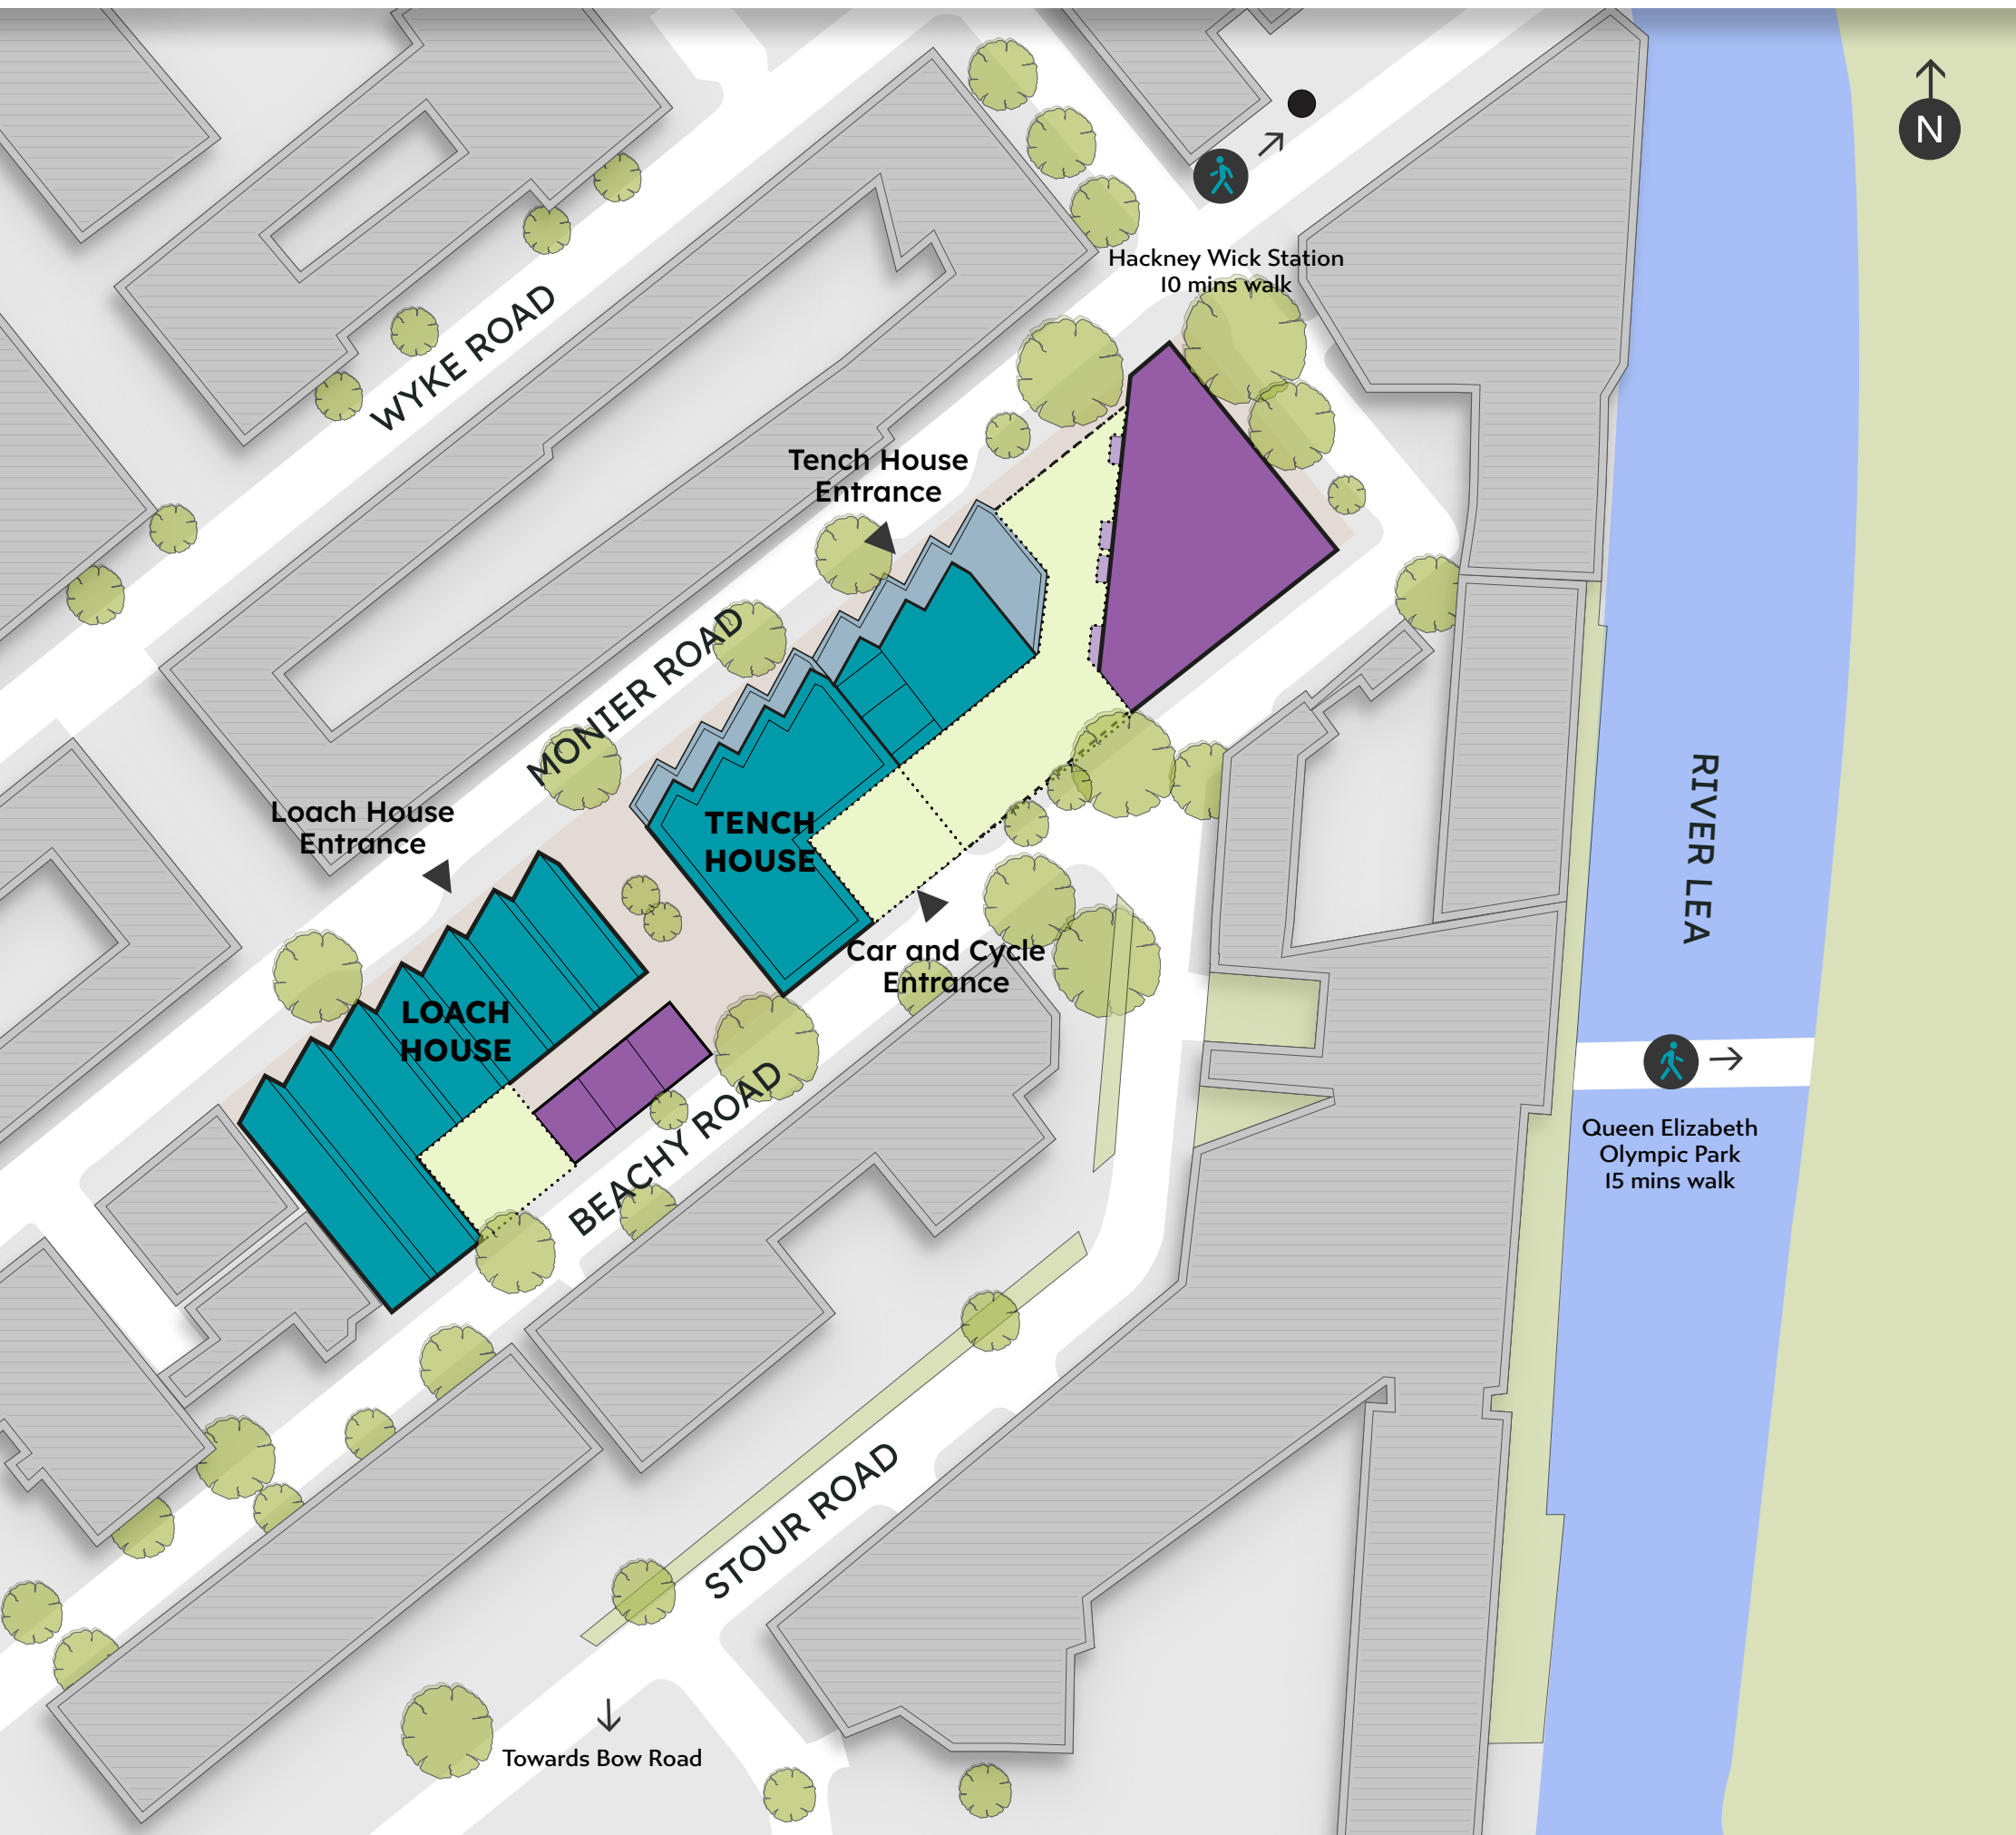 N
Hackney Wick Station
10 mins walk
WYKE ROAD
Tench House
Entrance
MONIER ROAD
Loach House
Entrance
TENCH
HOUSE
RIVER LEA
Car and Cycle
Entrance
LOACH
HOUSE
BEACHY ROAD
Queen Elizabeth
Olympic Park
15 mins walk
STOUR ROAD
Towards Bow Road